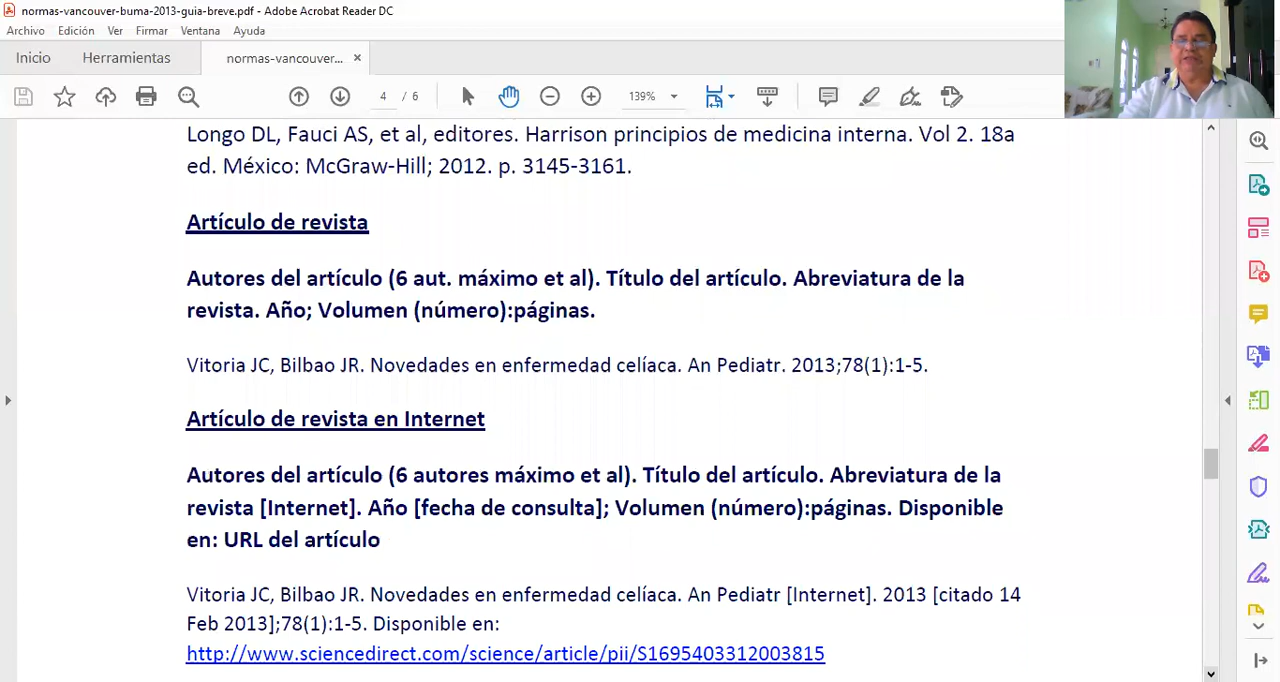 normas-vancouver-buma-2013-guia-breve.pdf - Adobe Acrobat Reader DC
Archivo Edición Ver Firmar Ventana Ayuda
Inicio Herramientas normas-vancouver... ×
4 / 6 139%
Longo DL, Fauci AS, et al, editores. Harrison principios de medicina interna. Vol 2. 18a
ed. México: McGraw-Hill; 2012. p. 3145-3161.
Artículo de revista
Autores del artículo (6 aut. máximo et al). Título del artículo. Abreviatura de la
revista. Año; Volumen (número):páginas.
Vitoria JC, Bilbao JR. Novedades en enfermedad celíaca. An Pediatr. 2013;78(1):1-5.
Artículo de revista en Internet
Autores del artículo (6 autores máximo et al). Título del artículo. Abreviatura de la
revista [Internet]. Año [fecha de consulta]; Volumen (número):páginas. Disponible
en: URL del artículo
Vitoria JC, Bilbao JR. Novedades en enfermedad celíaca. An Pediatr [Internet]. 2013 [citado 14
Feb 2013];78(1):1-5. Disponible en:
http://www.sciencedirect.com/science/article/pii/S1695403312003815